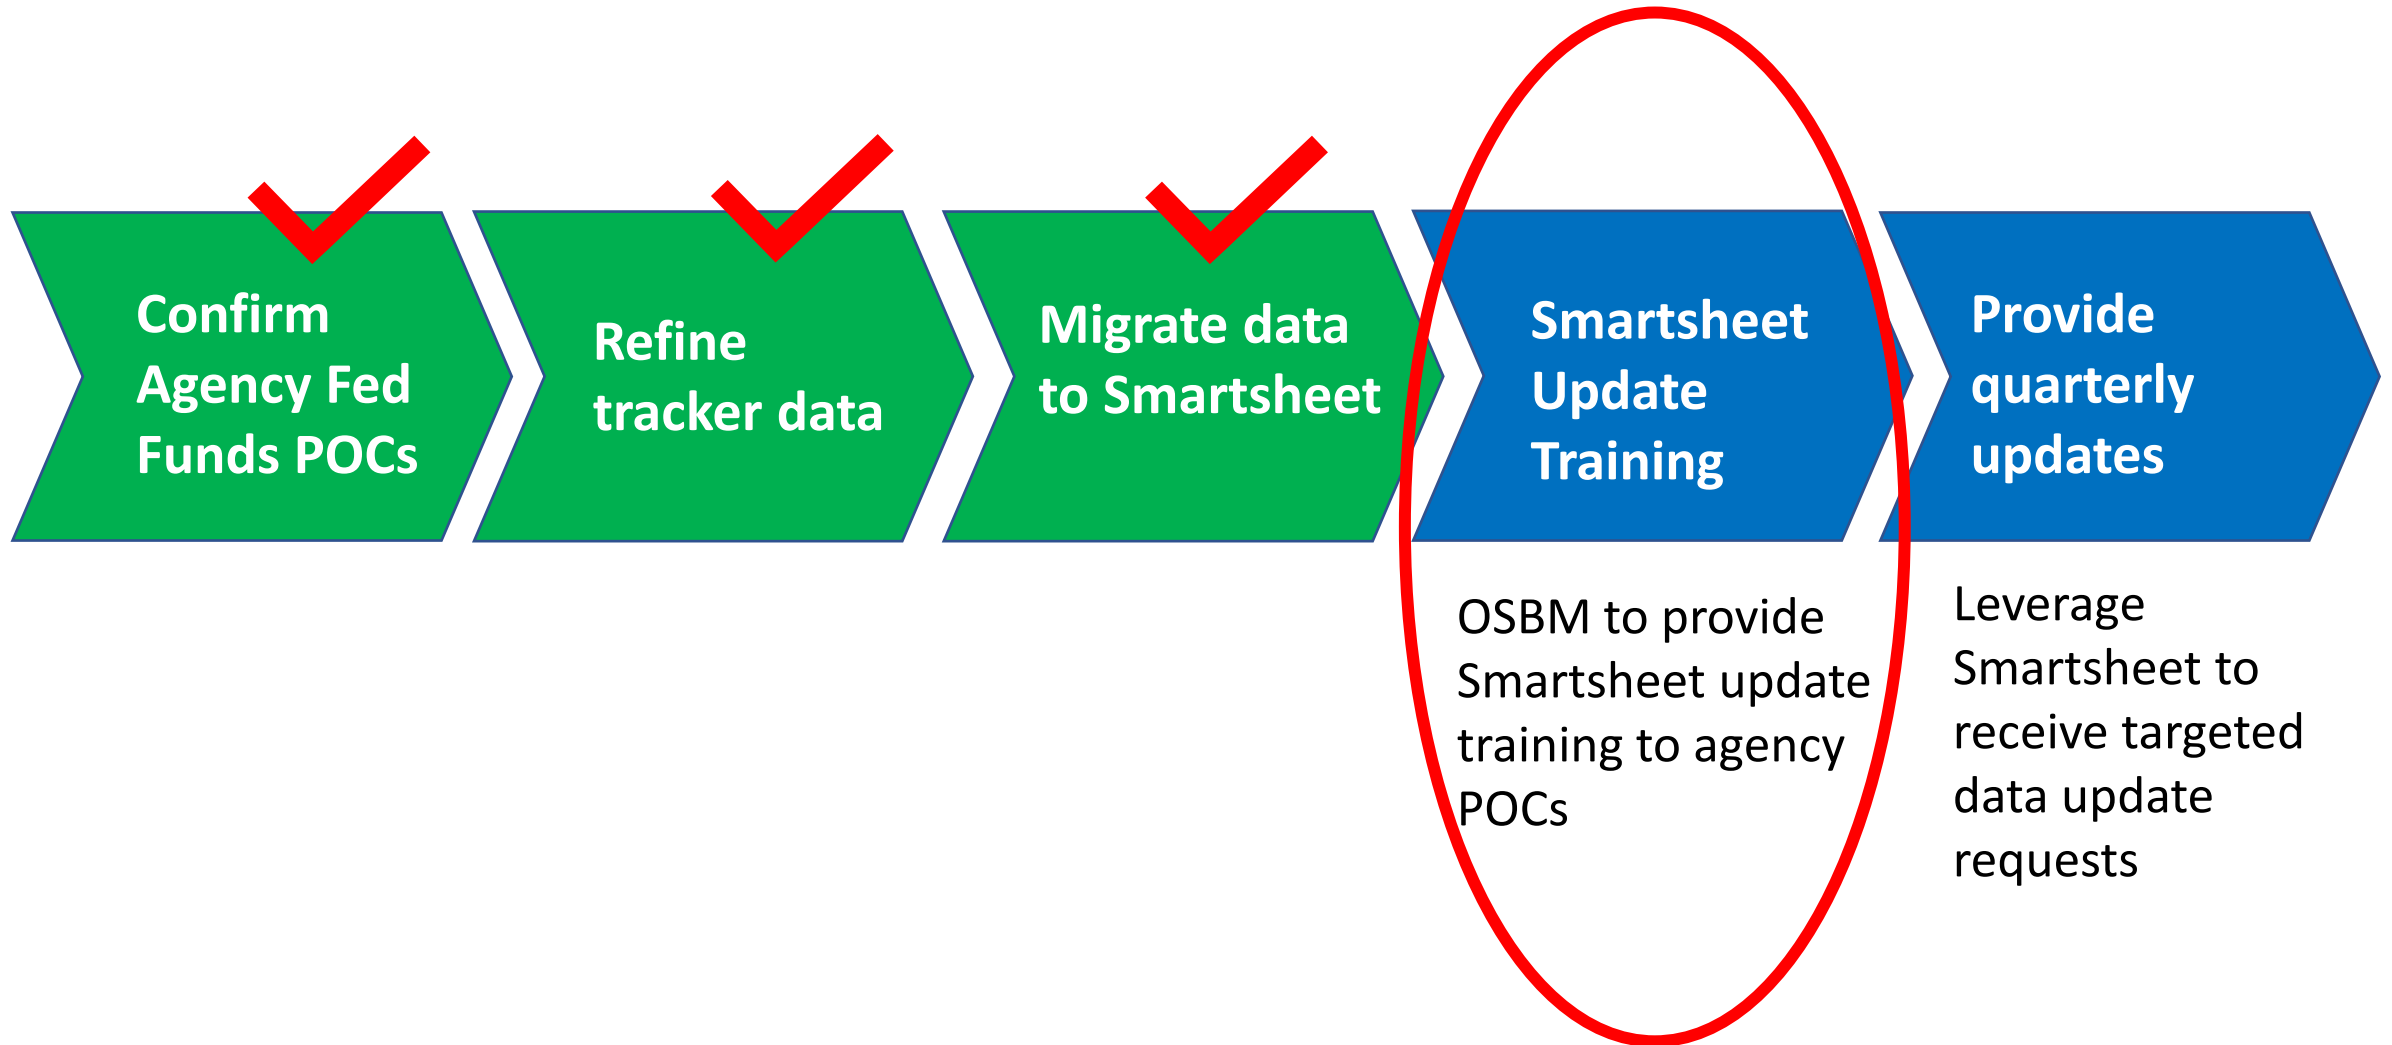 Confirm
Agency Fed
Funds POCs
Refine
tracker data
Migrate data
to Smartsheet
Smartsheet
Update
Training
Provide
quarterly
updates
OSBM to provide
Smartsheet update
training to agency
POCs
Leverage
Smartsheet to
receive targeted
data update
requests